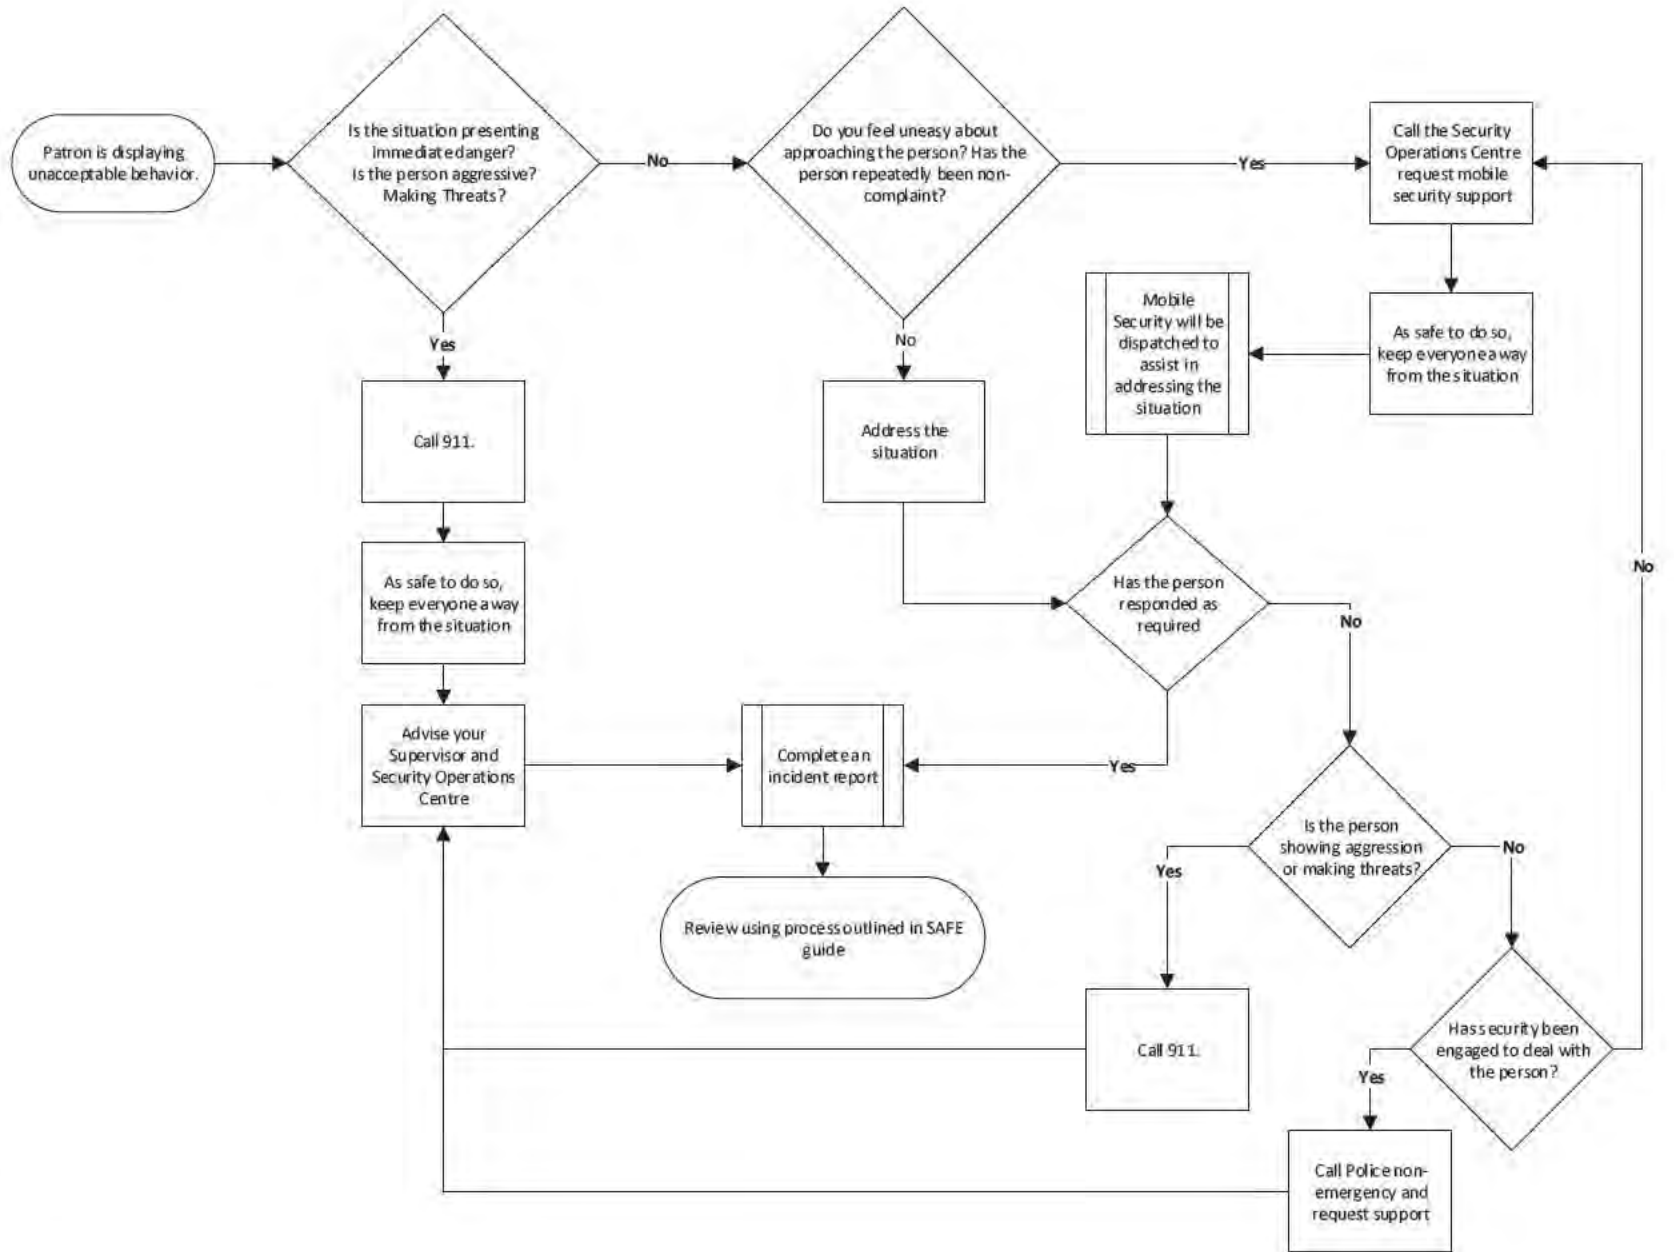 Patron is displaying
unacceptable behavior.
Is the situation presenting
immediate danger?
Is the person aggressive?
Making Threats?
No
Do you feel uneasy about
approaching the person? Has the
person repeatedly been non-
complaint?
Yes
Call the Security
Operations Centre
request mobile
security support
Yes
No
Mobile
Security will be
dispatched to
assist in
addressing the
situation
As safe to do so,
keep everyone away
from the situation
Call 911.
Address the
situation
As safe to do so,
keep everyone away
from the situation
Has the person
responded as
required
No
No
Advise your
Supervisor and
Security Operations
Centre
Complete an
incident report
Yes
Is the person
showing aggression
or making threats?
Yes
No
Review using process outlined in SAFE
guide
Call 911.
Has security been
engaged to deal with
the person?
Yes
Call Police non-
emergency and
request support